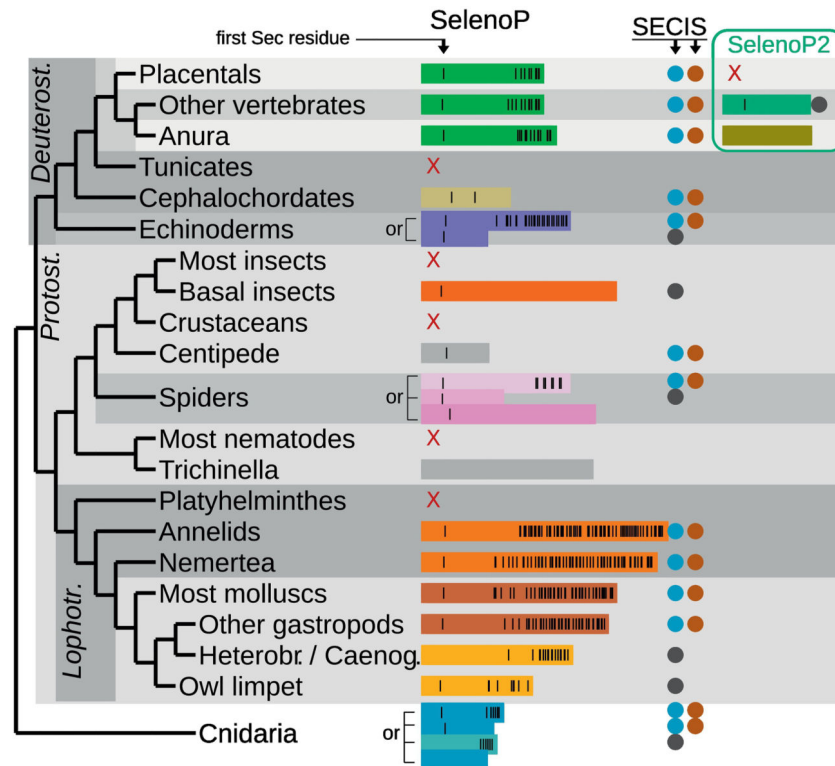 SelenoP
first Sec residue
SECIS
SelenoP2
Deuterost.
Placentals
X
Other vertebrates
Anura
Tunicates
X
Cephalochordates
Echinoderms
or
Protost.
Most insects
X
Basal insects
Crustaceans
X
Centipede
Spiders
or
Most nematodes
X
Trichinella
Lophotr.
Platyhelminthes
X
Annelids
Nemertea
Most molluscs
Other gastropods
Heterobr. / Caenog.
Owl limpet
Cnidaria
or